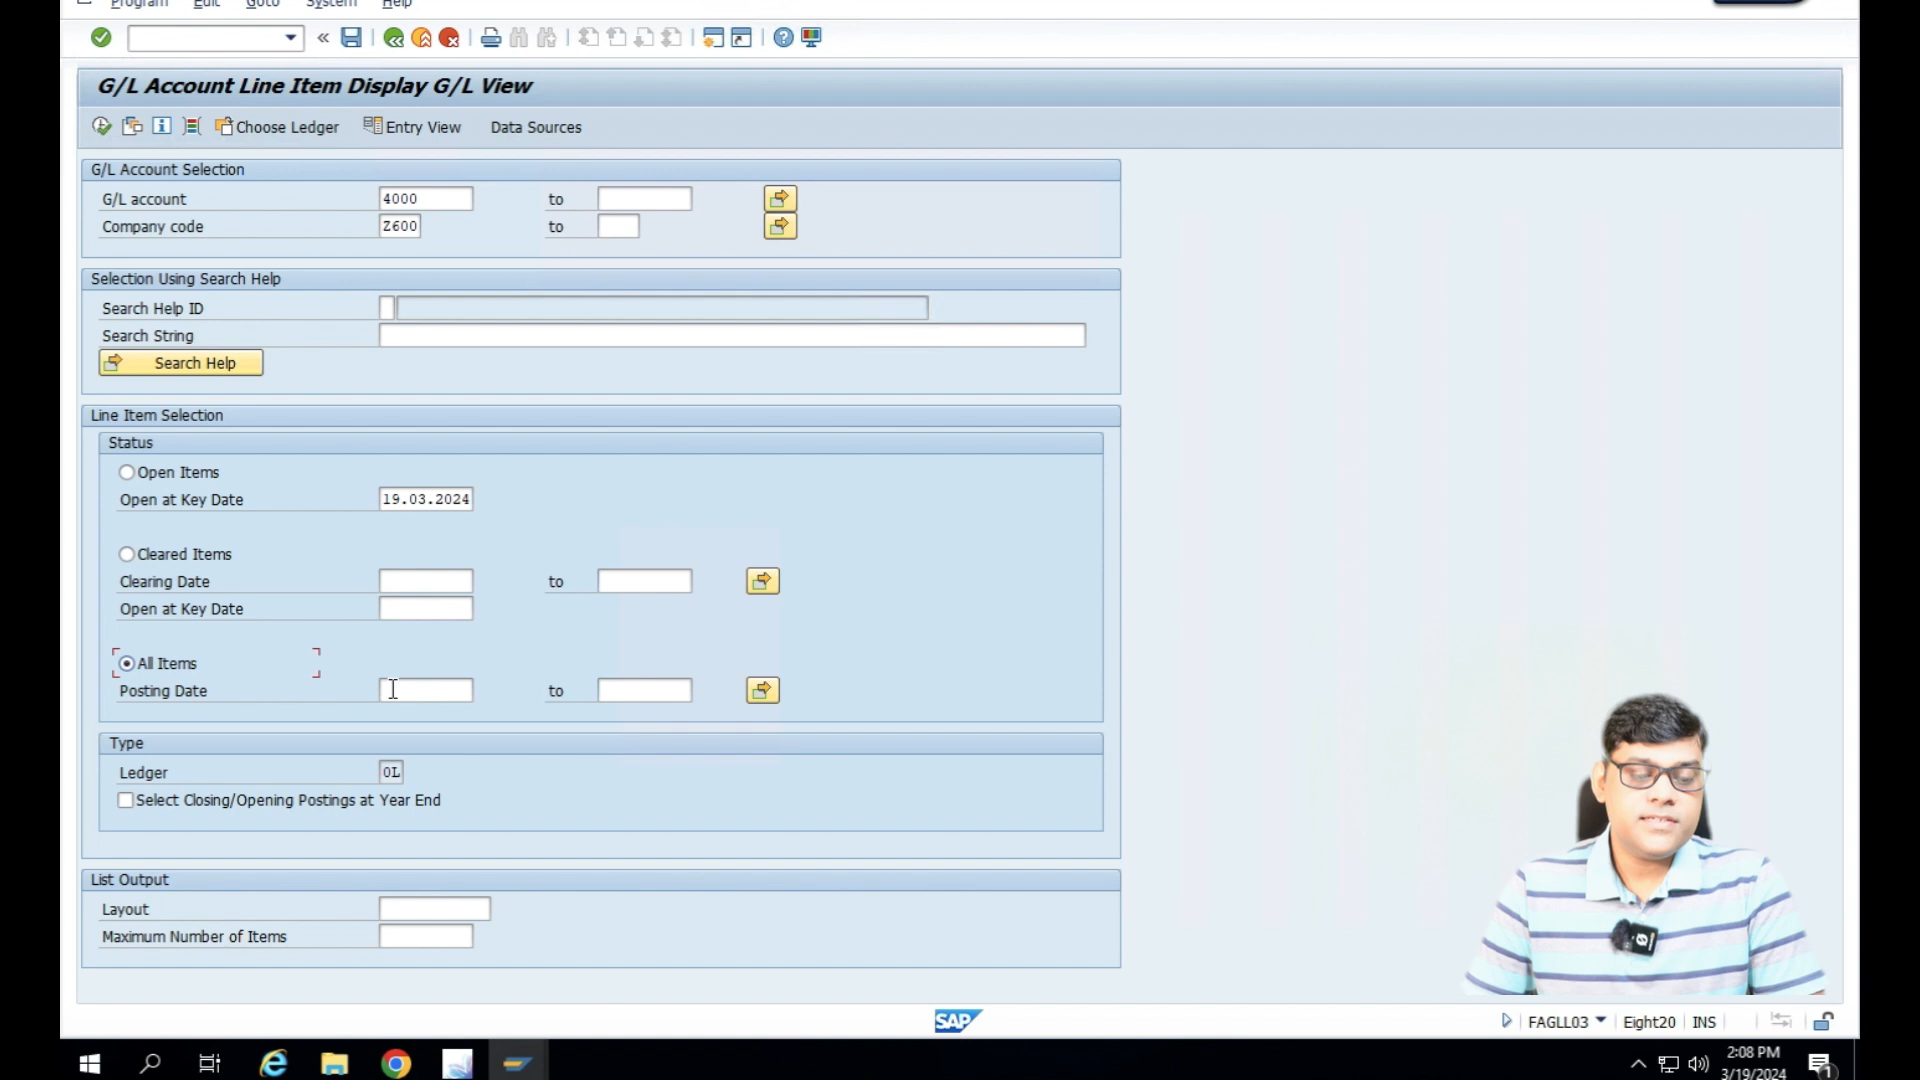 Program Edit Goto System Help
G/L Account Line Item Display G/L View
Choose Ledger Entry View Data Sources
G/L Account Selection
G/L account 4000 to
Company code Z600 to
Selection Using Search Help
Search Help ID
Search String
Search Help
Line Item Selection
Status
Open Items
Open at Key Date 19.03.2024
Cleared Items
Clearing Date to
Open at Key Date
All Items
Posting Date to
Type
Ledger 0L
Select Closing/Opening Postings at Year End
List Output
Layout
Maximum Number of Items
SAP FAGLL03 Eight20 INS
2:08 PM
3/19/2024 1